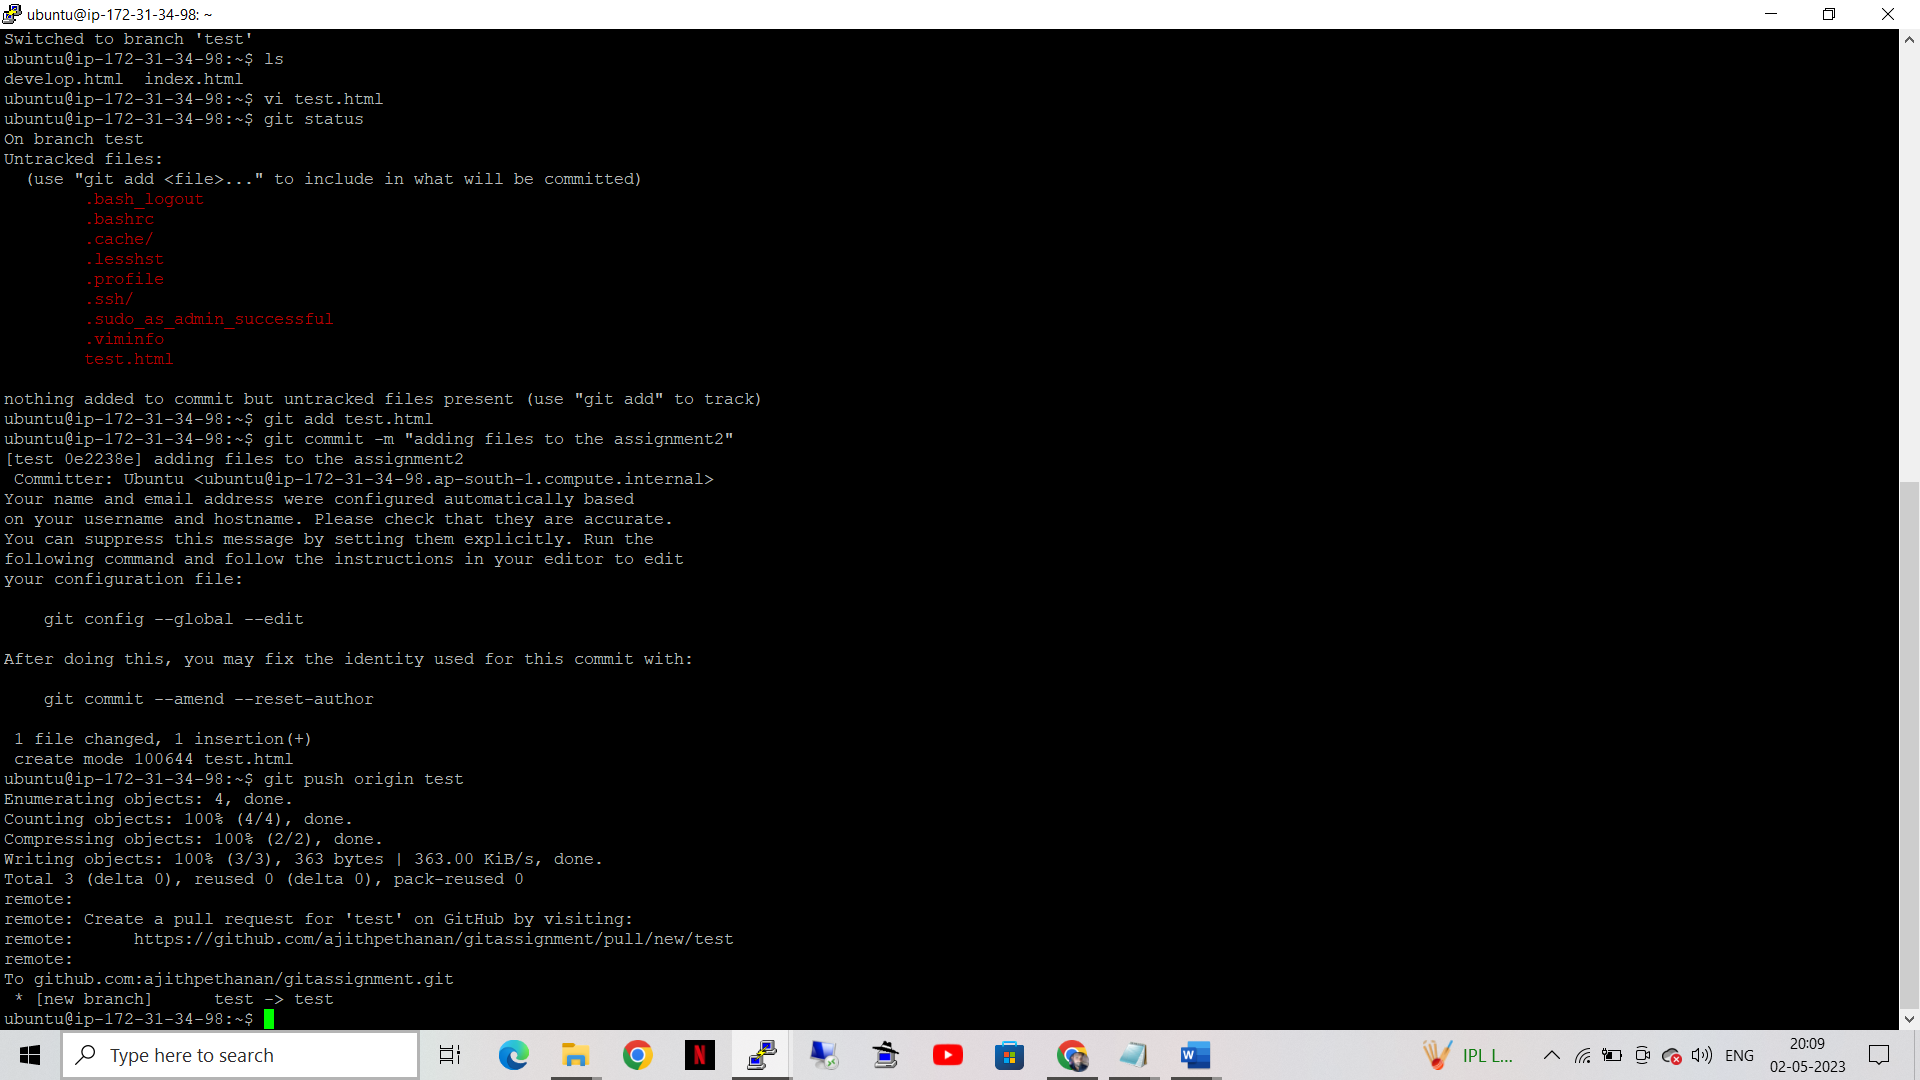 ubuntu@ip-172-31-34-98: ~
Switched to branch 'test'
ubuntu@ip-172-31-34-98:~$ ls
develop.html  index.html
ubuntu@ip-172-31-34-98:~$ vi test.html
ubuntu@ip-172-31-34-98:~$ git status
On branch test
Untracked files:
  (use "git add <file>..." to include in what will be committed)
        .bash_logout
        .bashrc
        .cache/
        .lesshst
        .profile
        .ssh/
        .sudo_as_admin_successful
        .viminfo
        test.html
nothing added to commit but untracked files present (use "git add" to track)
ubuntu@ip-172-31-34-98:~$ git add test.html
ubuntu@ip-172-31-34-98:~$ git commit -m "adding files to the assignment2"
[test 0e2238e] adding files to the assignment2
 Committer: Ubuntu <ubuntu@ip-172-31-34-98.ap-south-1.compute.internal>
Your name and email address were configured automatically based
on your username and hostname. Please check that they are accurate.
You can suppress this message by setting them explicitly. Run the
following command and follow the instructions in your editor to edit
your configuration file:
    git config --global --edit
After doing this, you may fix the identity used for this commit with:
    git commit --amend --reset-author
 1 file changed, 1 insertion(+)
 create mode 100644 test.html
ubuntu@ip-172-31-34-98:~$ git push origin test
Enumerating objects: 4, done.
Counting objects: 100% (4/4), done.
Compressing objects: 100% (2/2), done.
Writing objects: 100% (3/3), 363 bytes | 363.00 KiB/s, done.
Total 3 (delta 0), reused 0 (delta 0), pack-reused 0
remote:
remote: Create a pull request for 'test' on GitHub by visiting:
remote:      https://github.com/ajithpethanan/gitassignment/pull/new/test
remote:
To github.com:ajithpethanan/gitassignment.git
 * [new branch]      test -> test
ubuntu@ip-172-31-34-98:~$
Type here to search
N
W
IPL L...
ENG
20:09
02-05-2023